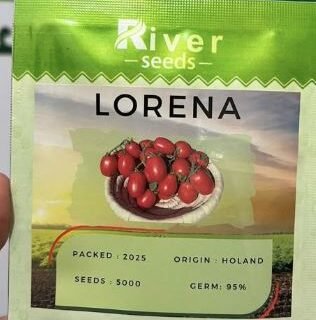 River
seeds
LORENA
PACKED : 2025
ORIGIN : HOLAND
SEEDS : 5000
GERM: 95%